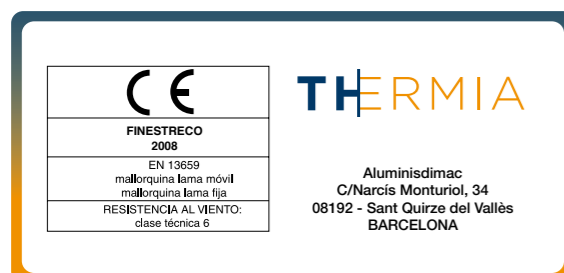 CE
FINESTRECO
2008
EN 13659
mallorquina lama móvil
mallorquina lama fija
RESISTENCIA AL VIENTO:
clase técnica 6
THERMIA
Aluminisdimac
C/Narcís Monturiol, 34
08192 - Sant Quirze del Vallès
BARCELONA